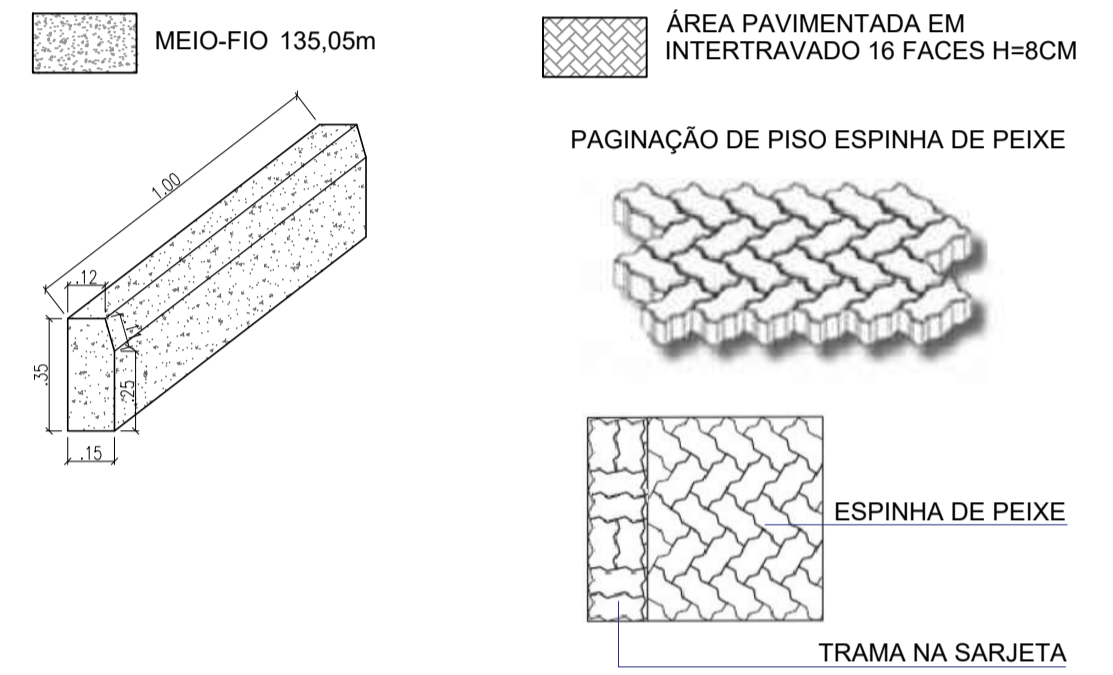 MEIO-FIO 135,05m
1.00
.12
.35
.25
.15
ÁREA PAVIMENTADA EM
INTERTRAVADO 16 FACES H=8CM
PAGINAÇÃO DE PISO ESPINHA DE PEIXE
ESPINHA DE PEIXE
TRAMA NA SARJETA